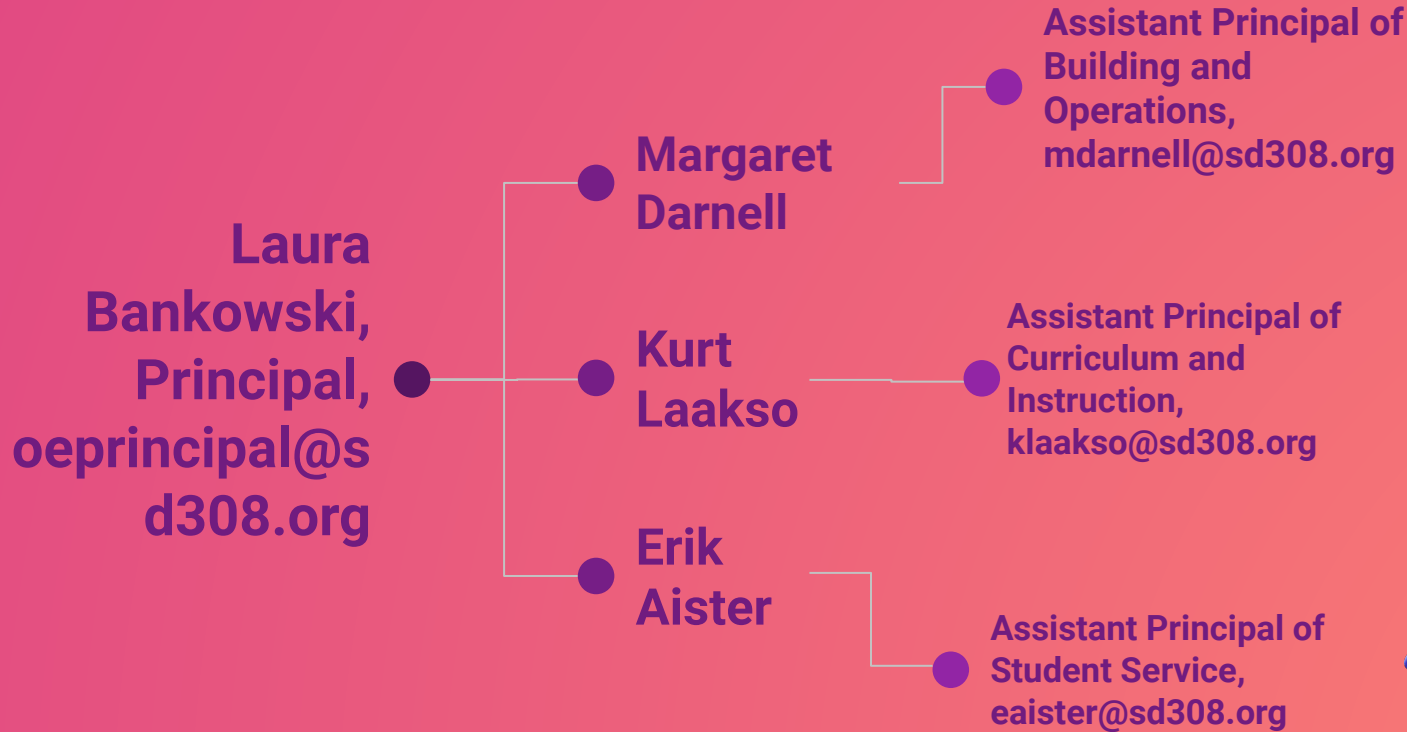 Laura
Bankowski,
Principal,
oeprincipal@s
d308.org
Margaret
Darnell
Assistant Principal of
Building and
Operations,
mdarnell@sd308.org
Kurt
Laakso
Assistant Principal of
Curriculum and
Instruction,
klaakso@sd308.org
Erik
Aister
Assistant Principal of
Student Service,
eaister@sd308.org